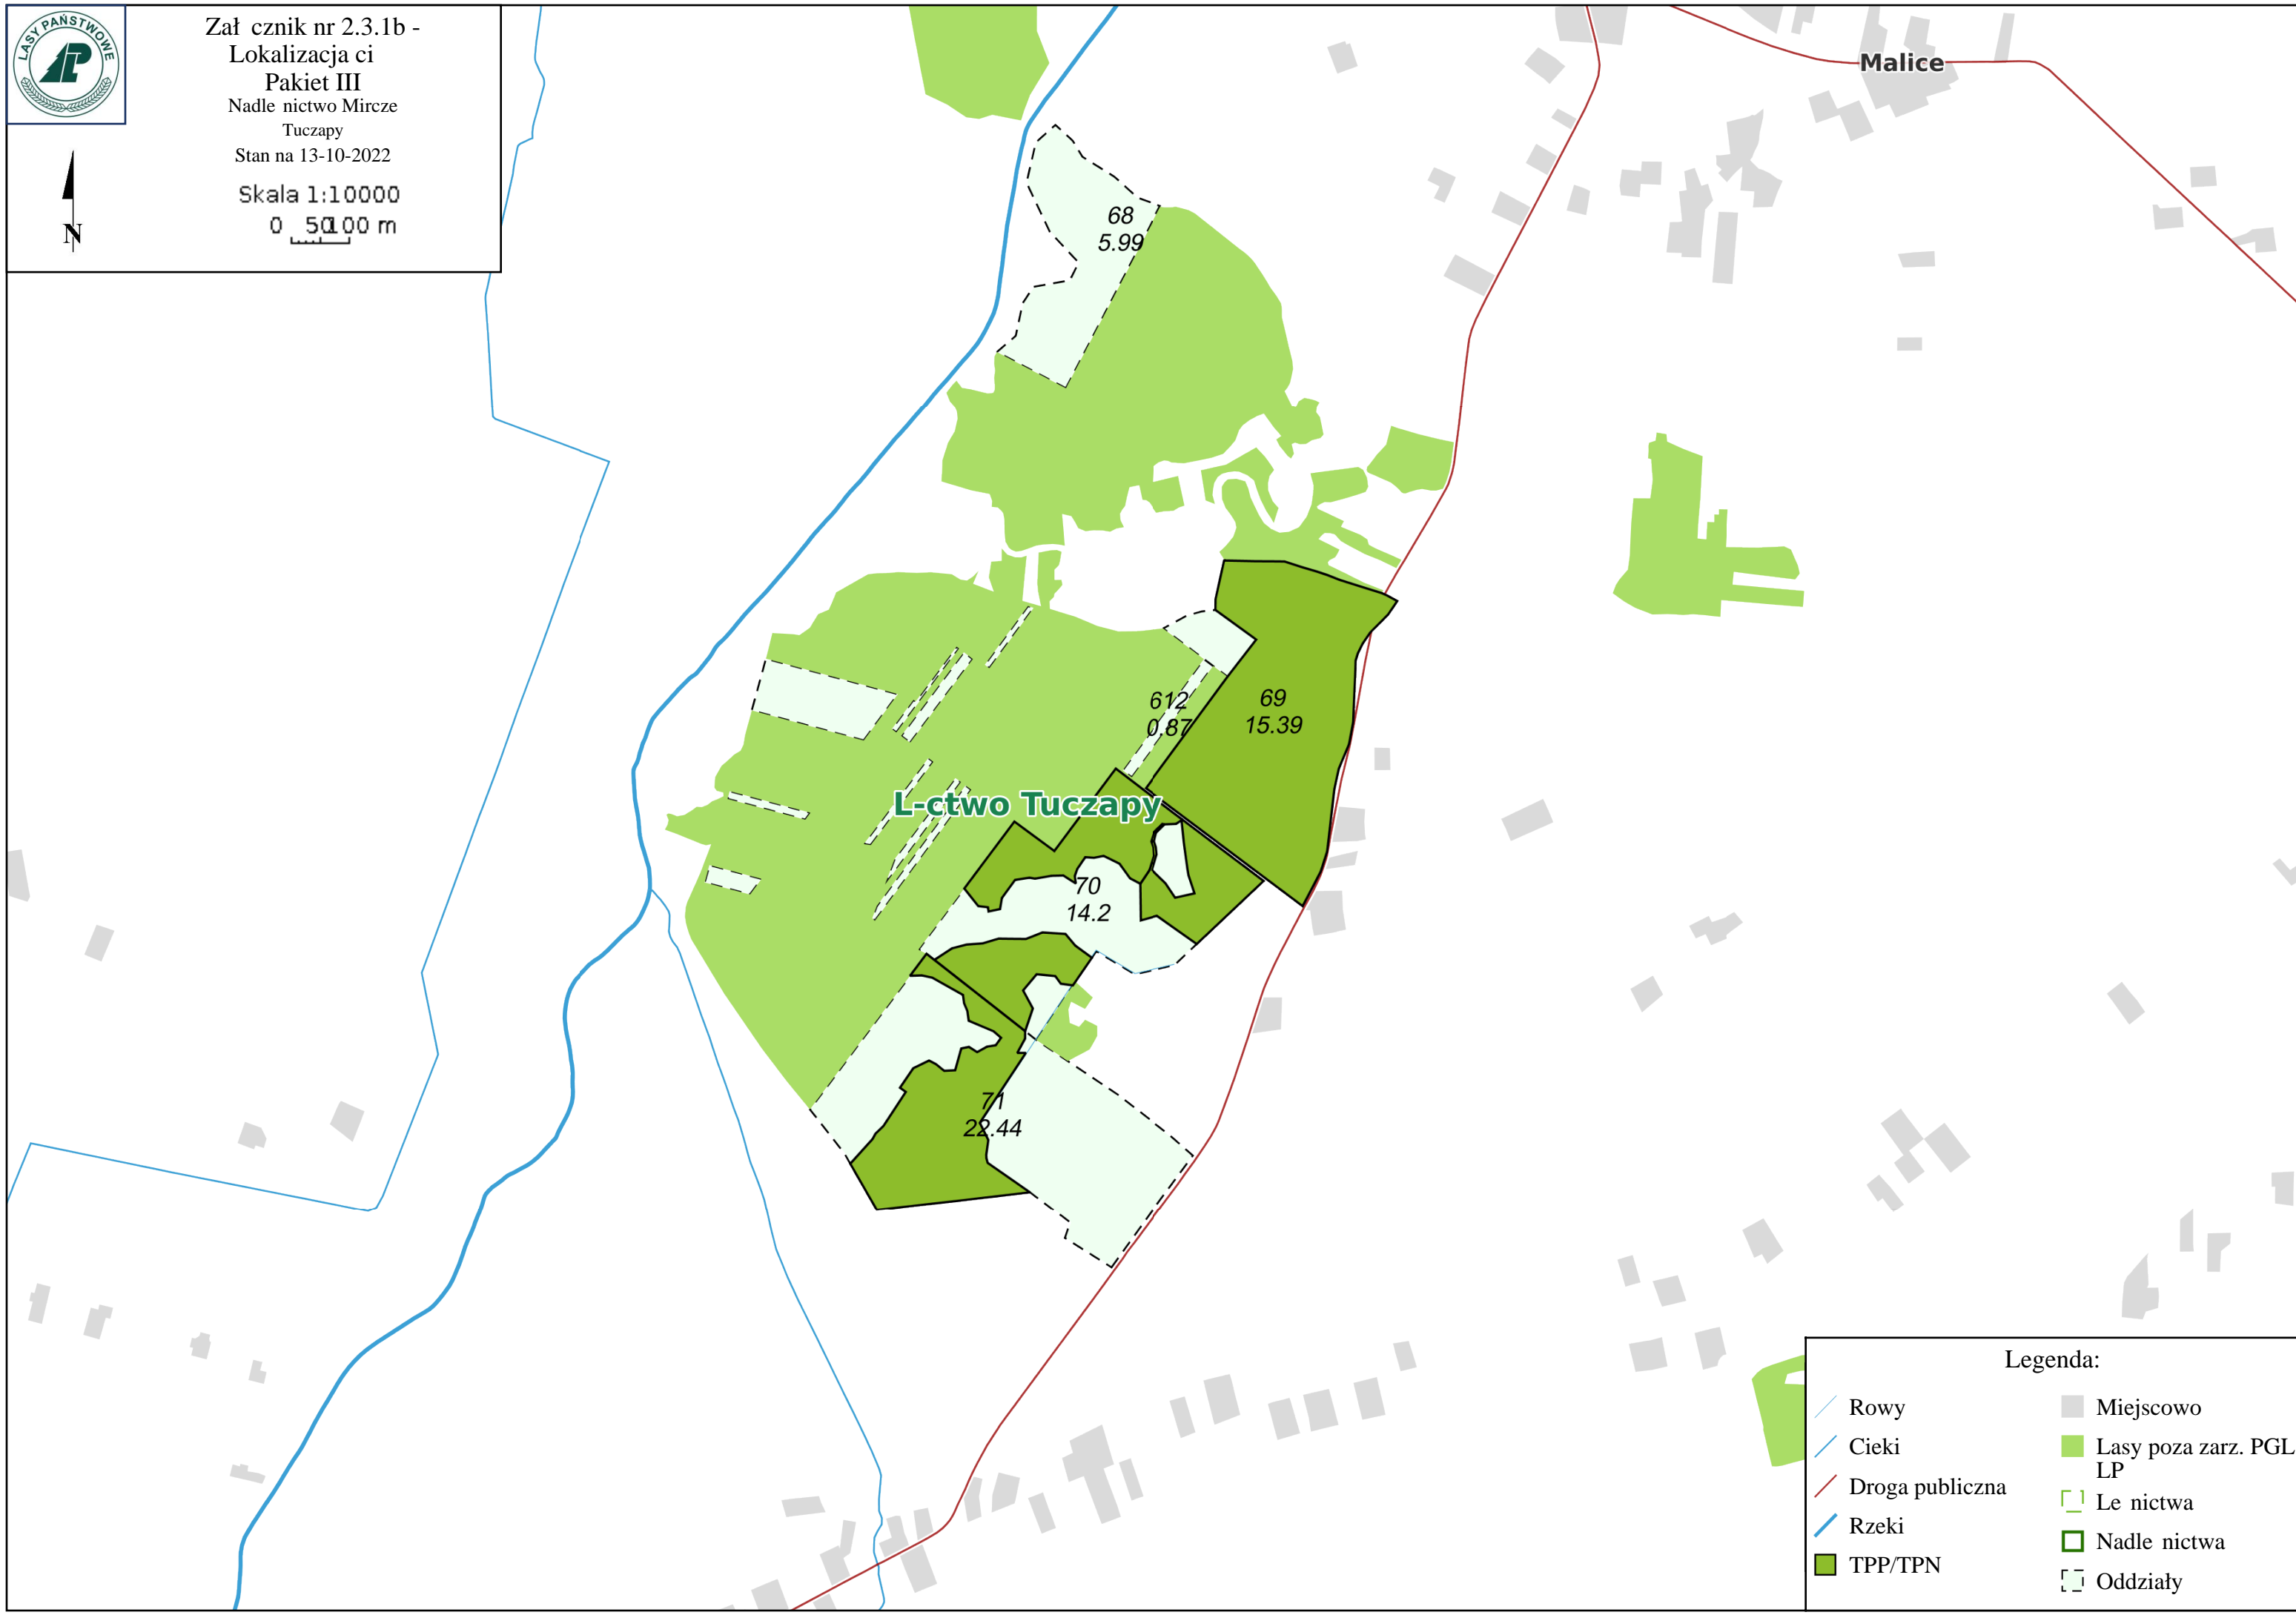 LASY PAŃSTWOWE
LP
Zał cznik nr 2.3.1b -
Lokalizacja ci
Pakiet III
Nadle nictwo Mircze
Tuczapy
Stan na 13-10-2022
Skala 1:10000
0 50 100 m
N
Malice
68
5.99
612
0.87
69
15.39
L-ctwo Tuczapy
70
14.2
71
22.44
Legenda:
Rowy
Cieki
Droga publiczna
Rzeki
TPP/TPN
Miejscowo
Lasy poza zarz. PGL
LP
Le nictwa
Nadle nictwa
Oddziały